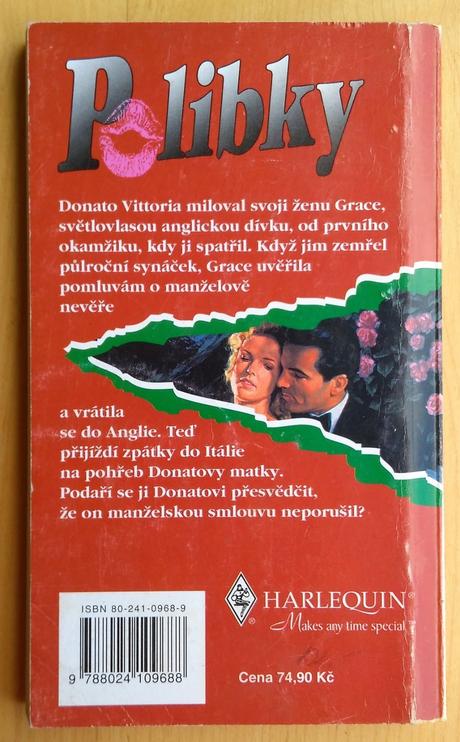 Polibky
Donato Vittoria miloval svoji ženu Grace,
světlovlasou anglickou dívku, od prvního
okamžiku, kdy ji spatřil. Když jim zemřel
půlroční synáček, Grace uvěřila
pomluvám o manželově
nevěře
a vrátila
se do Anglie. Teď
přijíždí zpátky do Itálie
na pohřeb Donatovy matky.
Podaří se ji Donatovi přesvědčit,
že on manželskou smlouvu neporušil?
ISBN 80-241-0968-9
9 788024 109688
® HARLEQUIN®
Makes any time special™
Cena 74,90 Kč